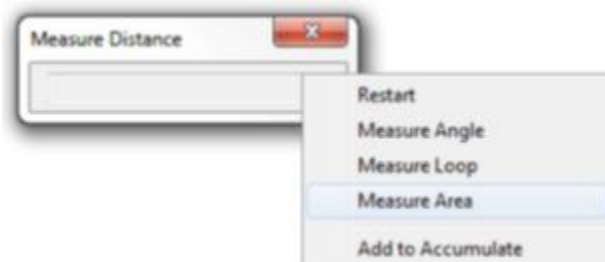 Measure Distance
Restart
Measure Angle
Measure Loop
Measure Area
Add to Accumulate